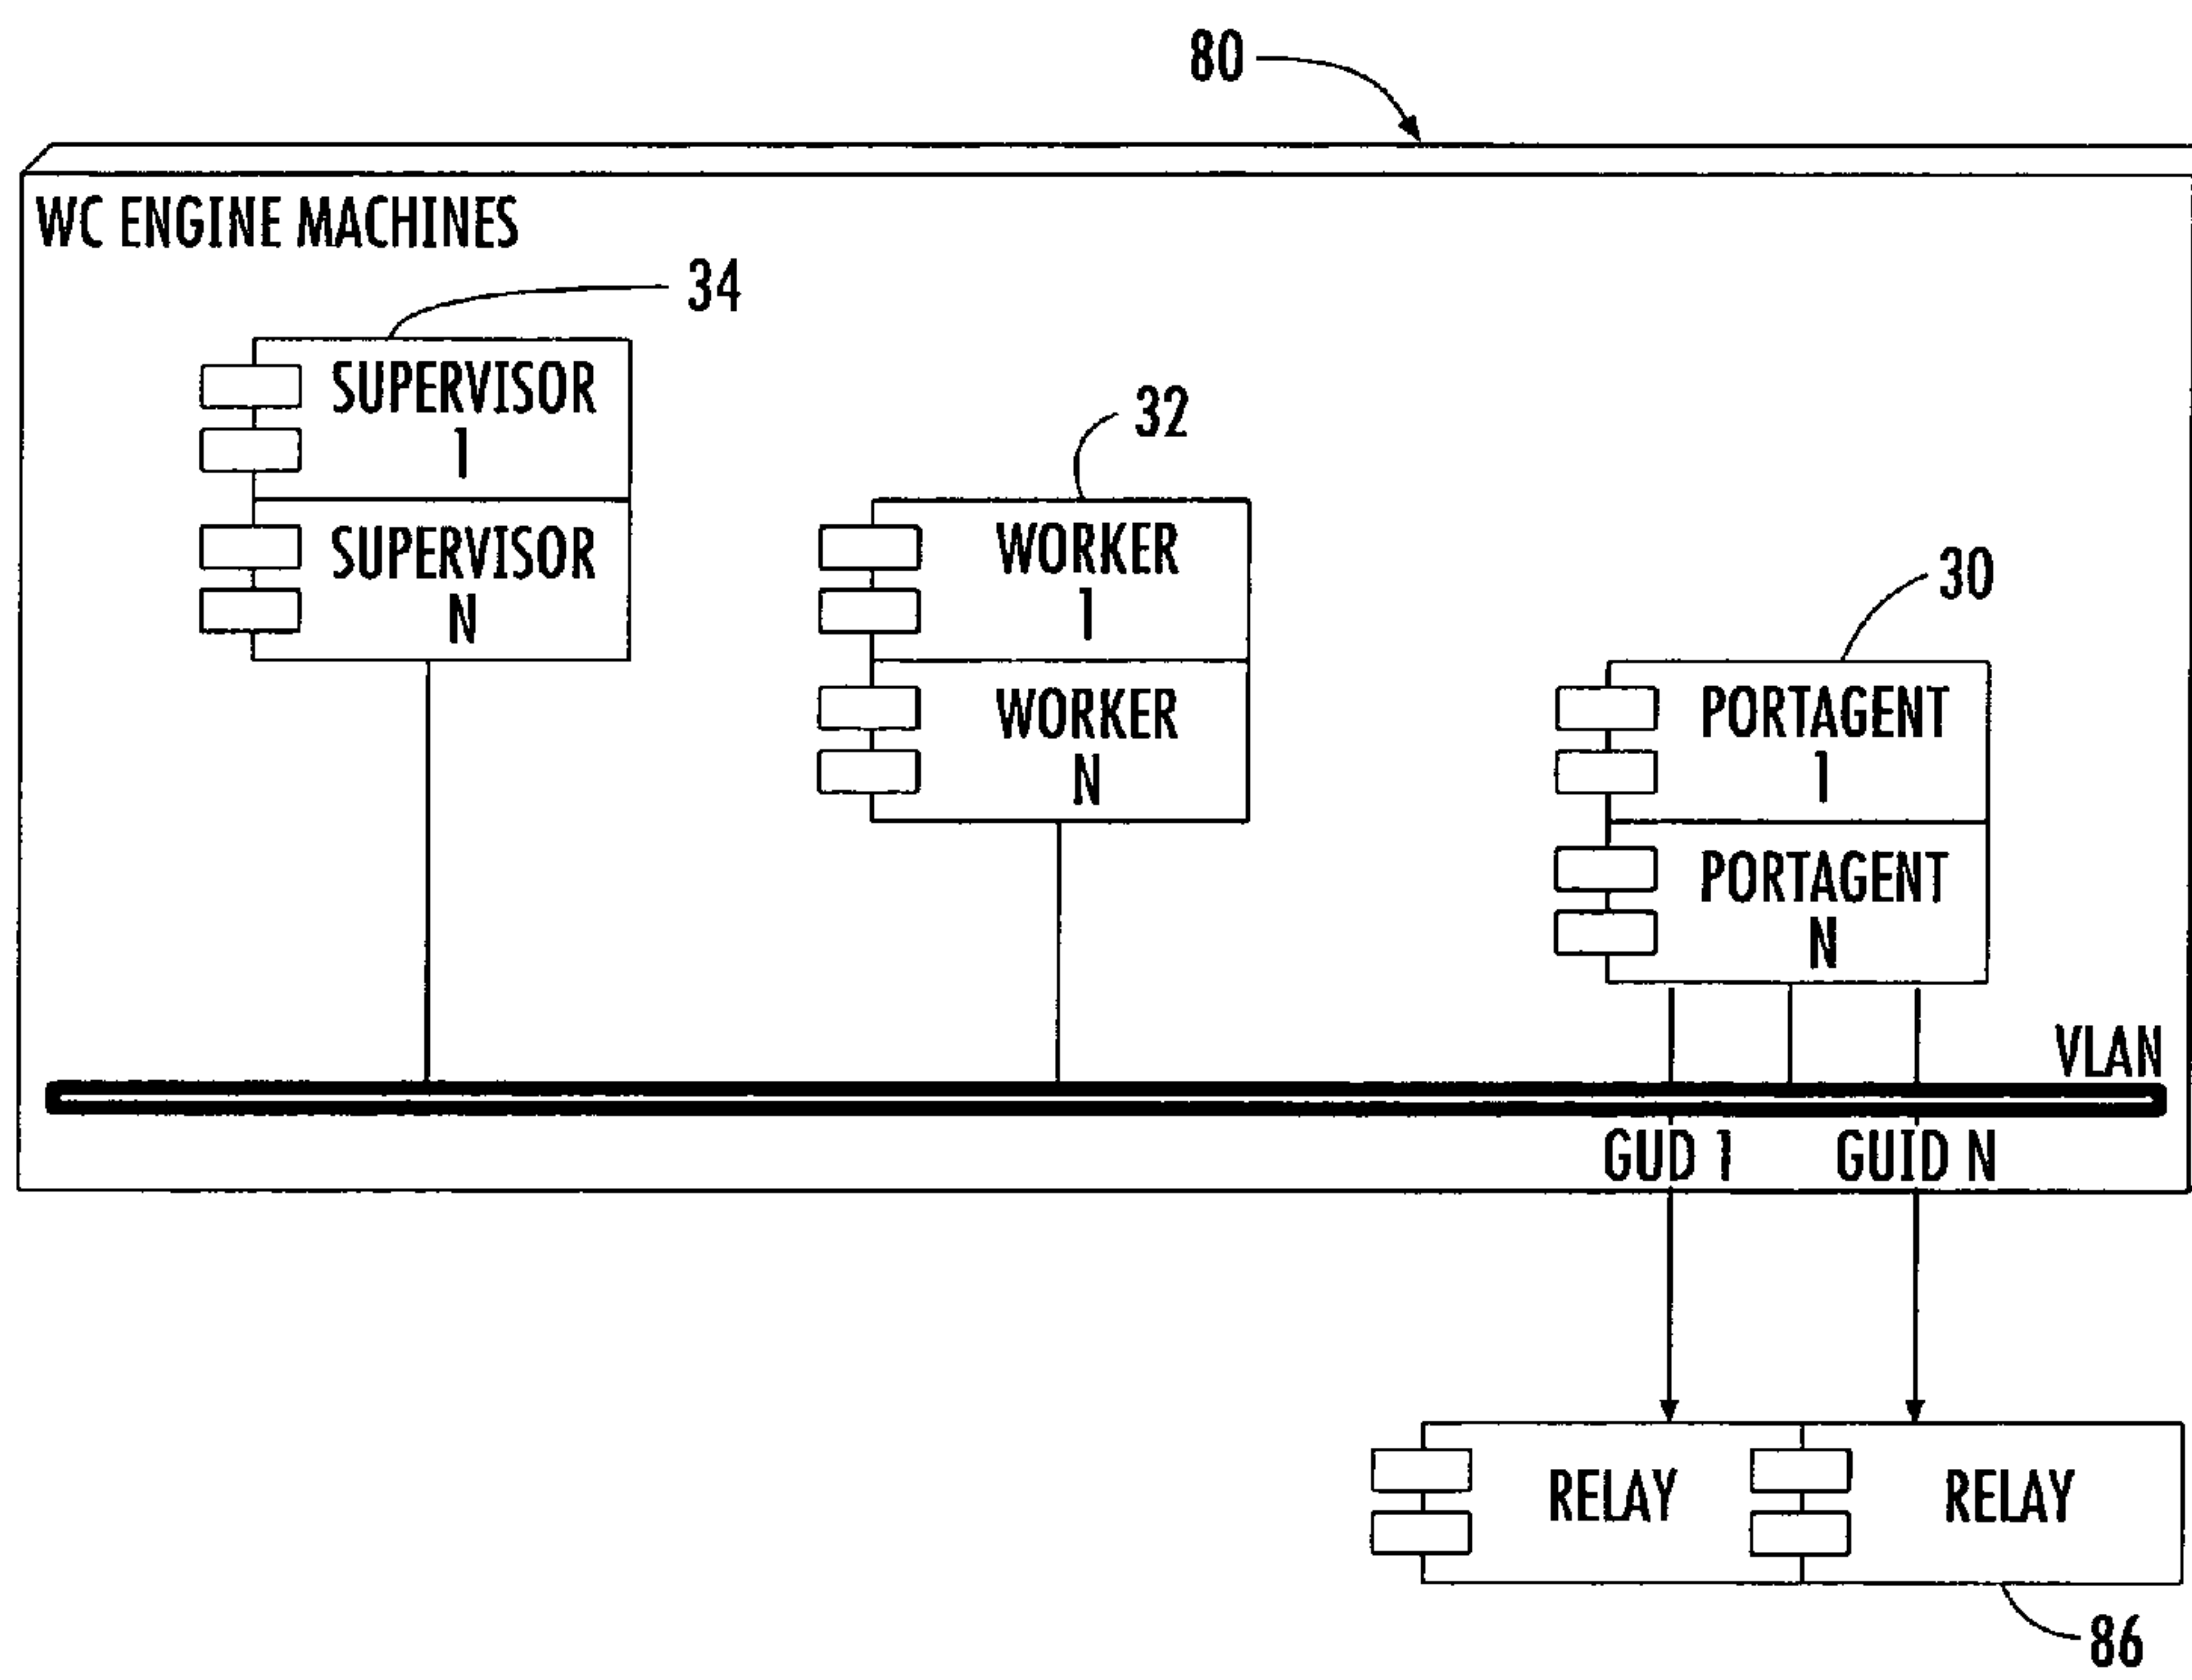 80
WC ENGINE MACHINES
34
SUPERVISOR
1
SUPERVISOR
N
32
WORKER
1
WORKER
N
30
PORTAGENT
1
PORTAGENT
N
VLAN
GUD 1
GUID N
RELAY
RELAY
86